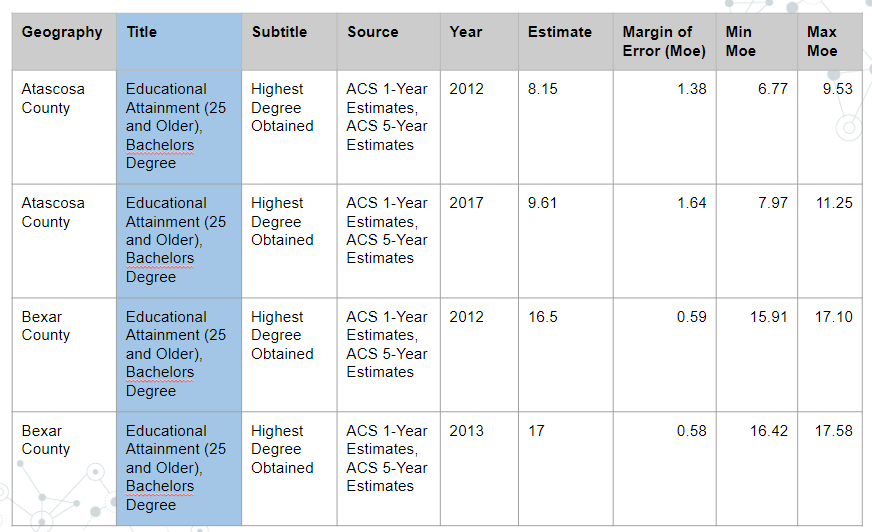 Geography Title Subtitle Source Year Estimate Margin of Error (Moe) Min Moe Max Moe
Atascosa County Educational Attainment (25 and Older), Bachelors Degree Highest Degree Obtained ACS 1-Year Estimates, ACS 5-Year Estimates 2012 8.15 1.38 6.77 9.53
Atascosa County Educational Attainment (25 and Older), Bachelors Degree Highest Degree Obtained ACS 1-Year Estimates, ACS 5-Year Estimates 2017 9.61 1.64 7.97 11.25
Bexar County Educational Attainment (25 and Older), Bachelors Degree Highest Degree Obtained ACS 1-Year Estimates, ACS 5-Year Estimates 2012 16.5 0.59 15.91 17.10
Bexar County Educational Attainment (25 and Older), Bachelors Degree Highest Degree Obtained ACS 1-Year Estimates, ACS 5-Year Estimates 2013 17 0.58 16.42 17.58